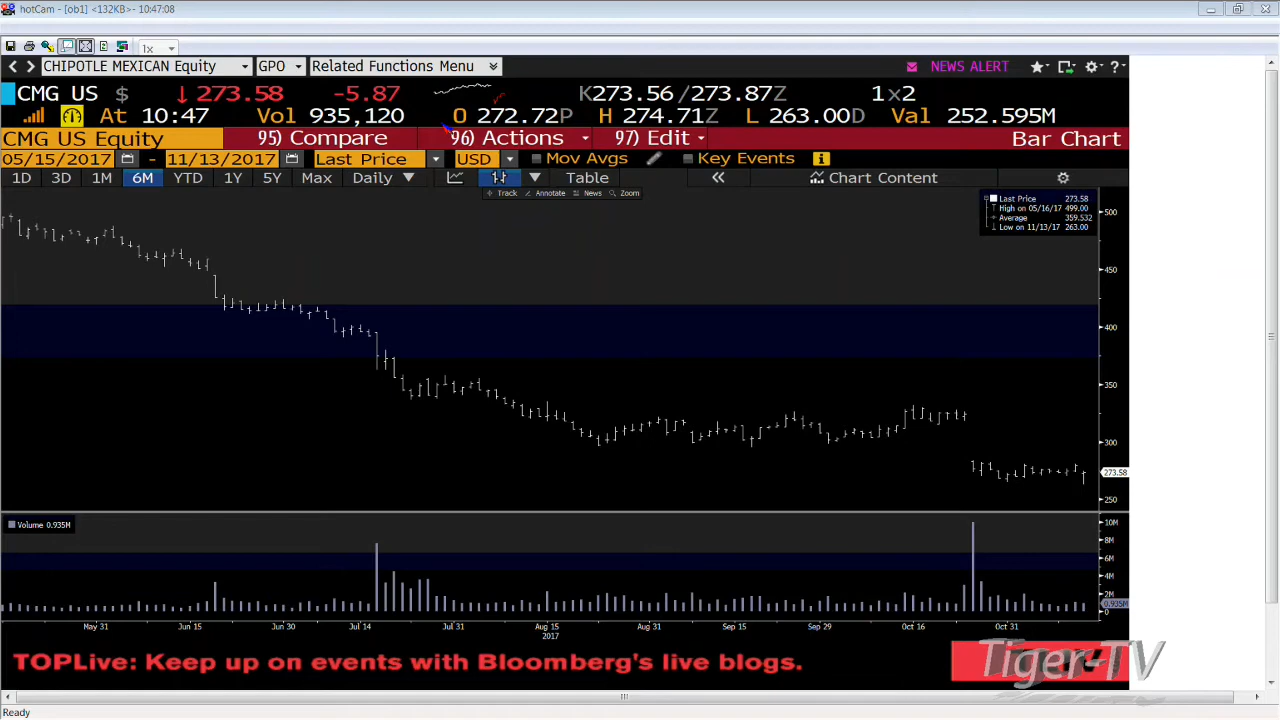 hotCam - [ob1] <132KB> - 10:47:08
1x
CHIPOTLE MEXICAN Equity GPO Related Functions Menu NEWS ALERT ?
CMG US $ ↓273.58 -5.87 K273.56/273.87Z 1x2
At 10:47 Vol 935,120 O 272.72P H 274.71Z L 263.00D Val 252.595M
CMG US Equity 95) Compare 96) Actions 97) Edit Bar Chart
05/15/2017 - 11/13/2017 Last Price USD Mov Avgs Key Events
1D 3D 1M 6M YTD 1Y 5Y Max Daily Table « Chart Content
Track Annotate News Zoom
Last Price 273.58
High on 05/16/17 499.00
Average 359.532
Low on 11/13/17 263.00
500
450
400
350
300
273.58
250
Volume 0.935M
10M
8M
6M
4M
2M
0.935M
0
May 31 Jun 15 Jun 30 Jul 14 Jul 31 Aug 15 Aug 31 Sep 15 Sep 29 Oct 16 Oct 31
2017
TOPLive: Keep up on events with Bloomberg's live blogs.
Tiger-TV
Ready